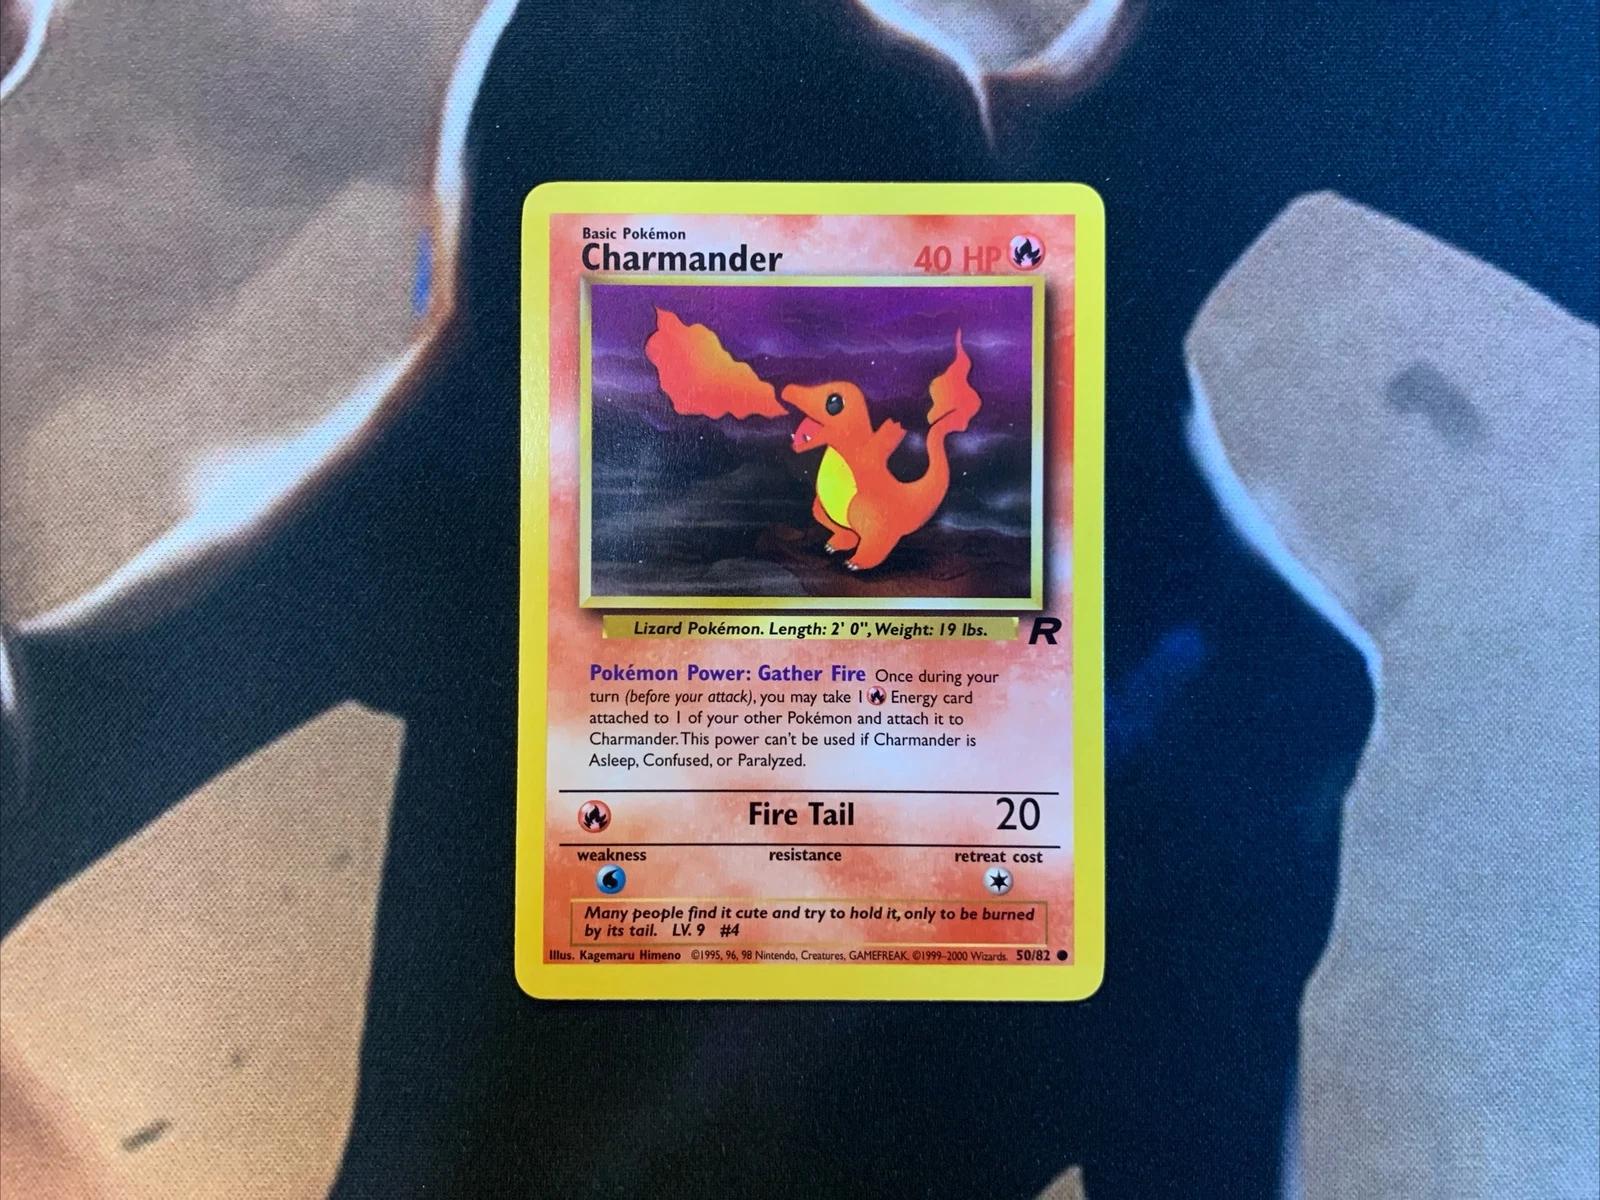 Basic Pokémon
Charmander
40 HP
Lizard Pokémon. Length: 2' 0", Weight: 19 lbs.
R
Pokémon Power: Gather Fire Once during your
turn (before your attack), you may take 1 Energy card
attached to 1 of your other Pokémon and attach it to
Charmander. This power can't be used if Charmander is
Asleep, Confused, or Paralyzed.
Fire Tail 20
weakness resistance retreat cost
Many people find it cute and try to hold it, only to be burned
by its tail. LV. 9 #4
Illus. Kagemaru Himeno ©1995, 96, 98 Nintendo, Creatures, GAMEFREAK. ©1999–2000 Wizards. 50/82